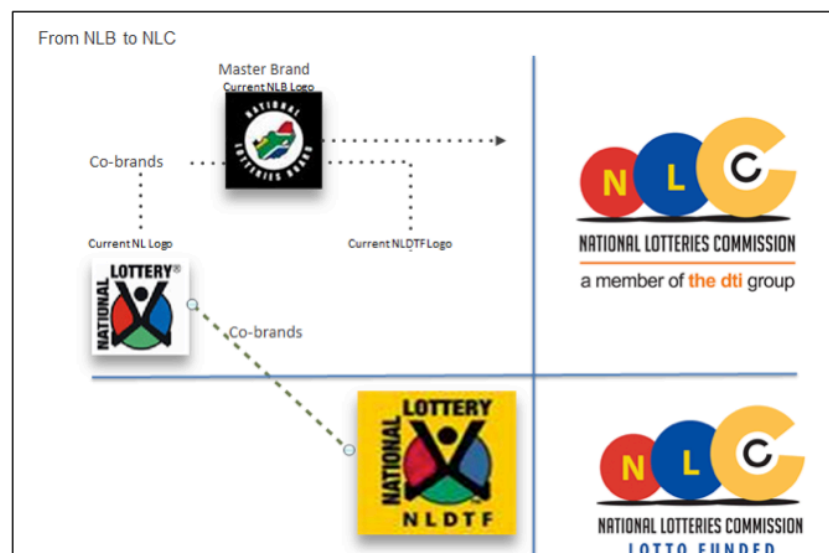 From NLB to NLC
Master Brand
Current NLB Logo
NATIONAL
LOTTERIES BOARD
Co-brands
Current NL Logo
Current NLDTF Logo
NATIONAL
LOTTERY®
Co-brands
NATIONAL
LOTTERY
TM
NLDTF
N L C
NATIONAL LOTTERIES COMMISSION
a member of the dti group
N L C
NATIONAL LOTTERIES COMMISSION
LOTTO FUNDED